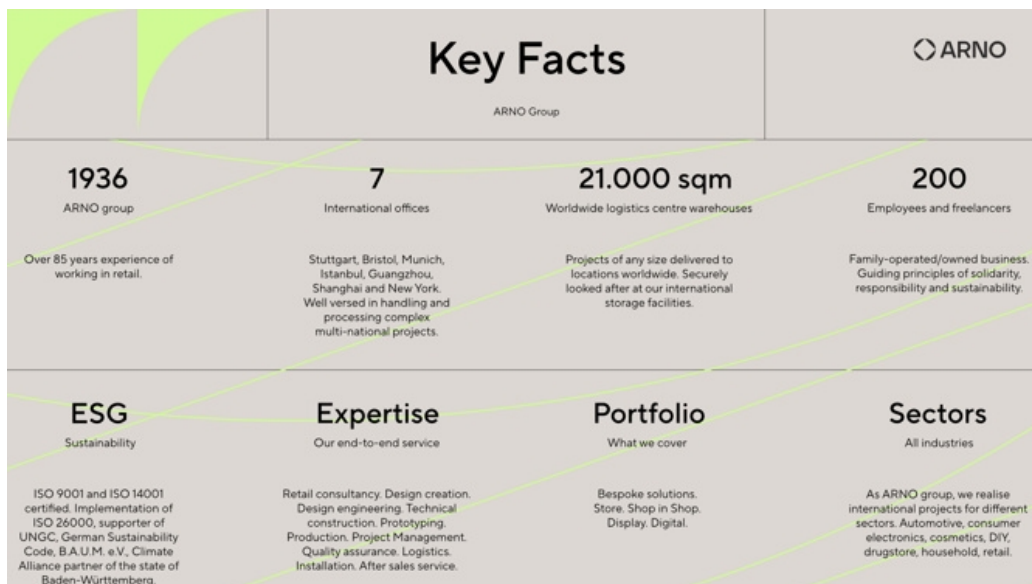 Key Facts
ARNO
ARNO Group
1936
ARNO group
Over 85 years experience of
working in retail.
7
International offices
Stuttgart, Bristol, Munich,
Istanbul, Guangzhou,
Shanghai and New York.
Well versed in handling and
processing complex
multi-national projects.
21.000 sqm
Worldwide logistics centre warehouses
Projects of any size delivered to
locations worldwide. Securely
looked after at our international
storage facilities.
200
Employees and freelancers
Family-operated/owned business.
Guiding principles of solidarity,
responsibility and sustainability.
ESG
Sustainability
ISO 9001 and ISO 14001
certified. Implementation of
ISO 26000, supporter of
UNGC, German Sustainability
Code, B.A.U.M. e.V., Climate
Alliance partner of the state of
Baden-Württemberg.
Expertise
Our end-to-end service
Retail consultancy. Design creation.
Design engineering. Technical
construction. Prototyping.
Production. Project Management.
Quality assurance. Logistics.
Installation. After sales service.
Portfolio
What we cover
Bespoke solutions.
Store. Shop in Shop.
Display. Digital.
Sectors
All industries
As ARNO group, we realise
international projects for different
sectors. Automotive, consumer
electronics, cosmetics, DIY,
drugstore, household, retail.